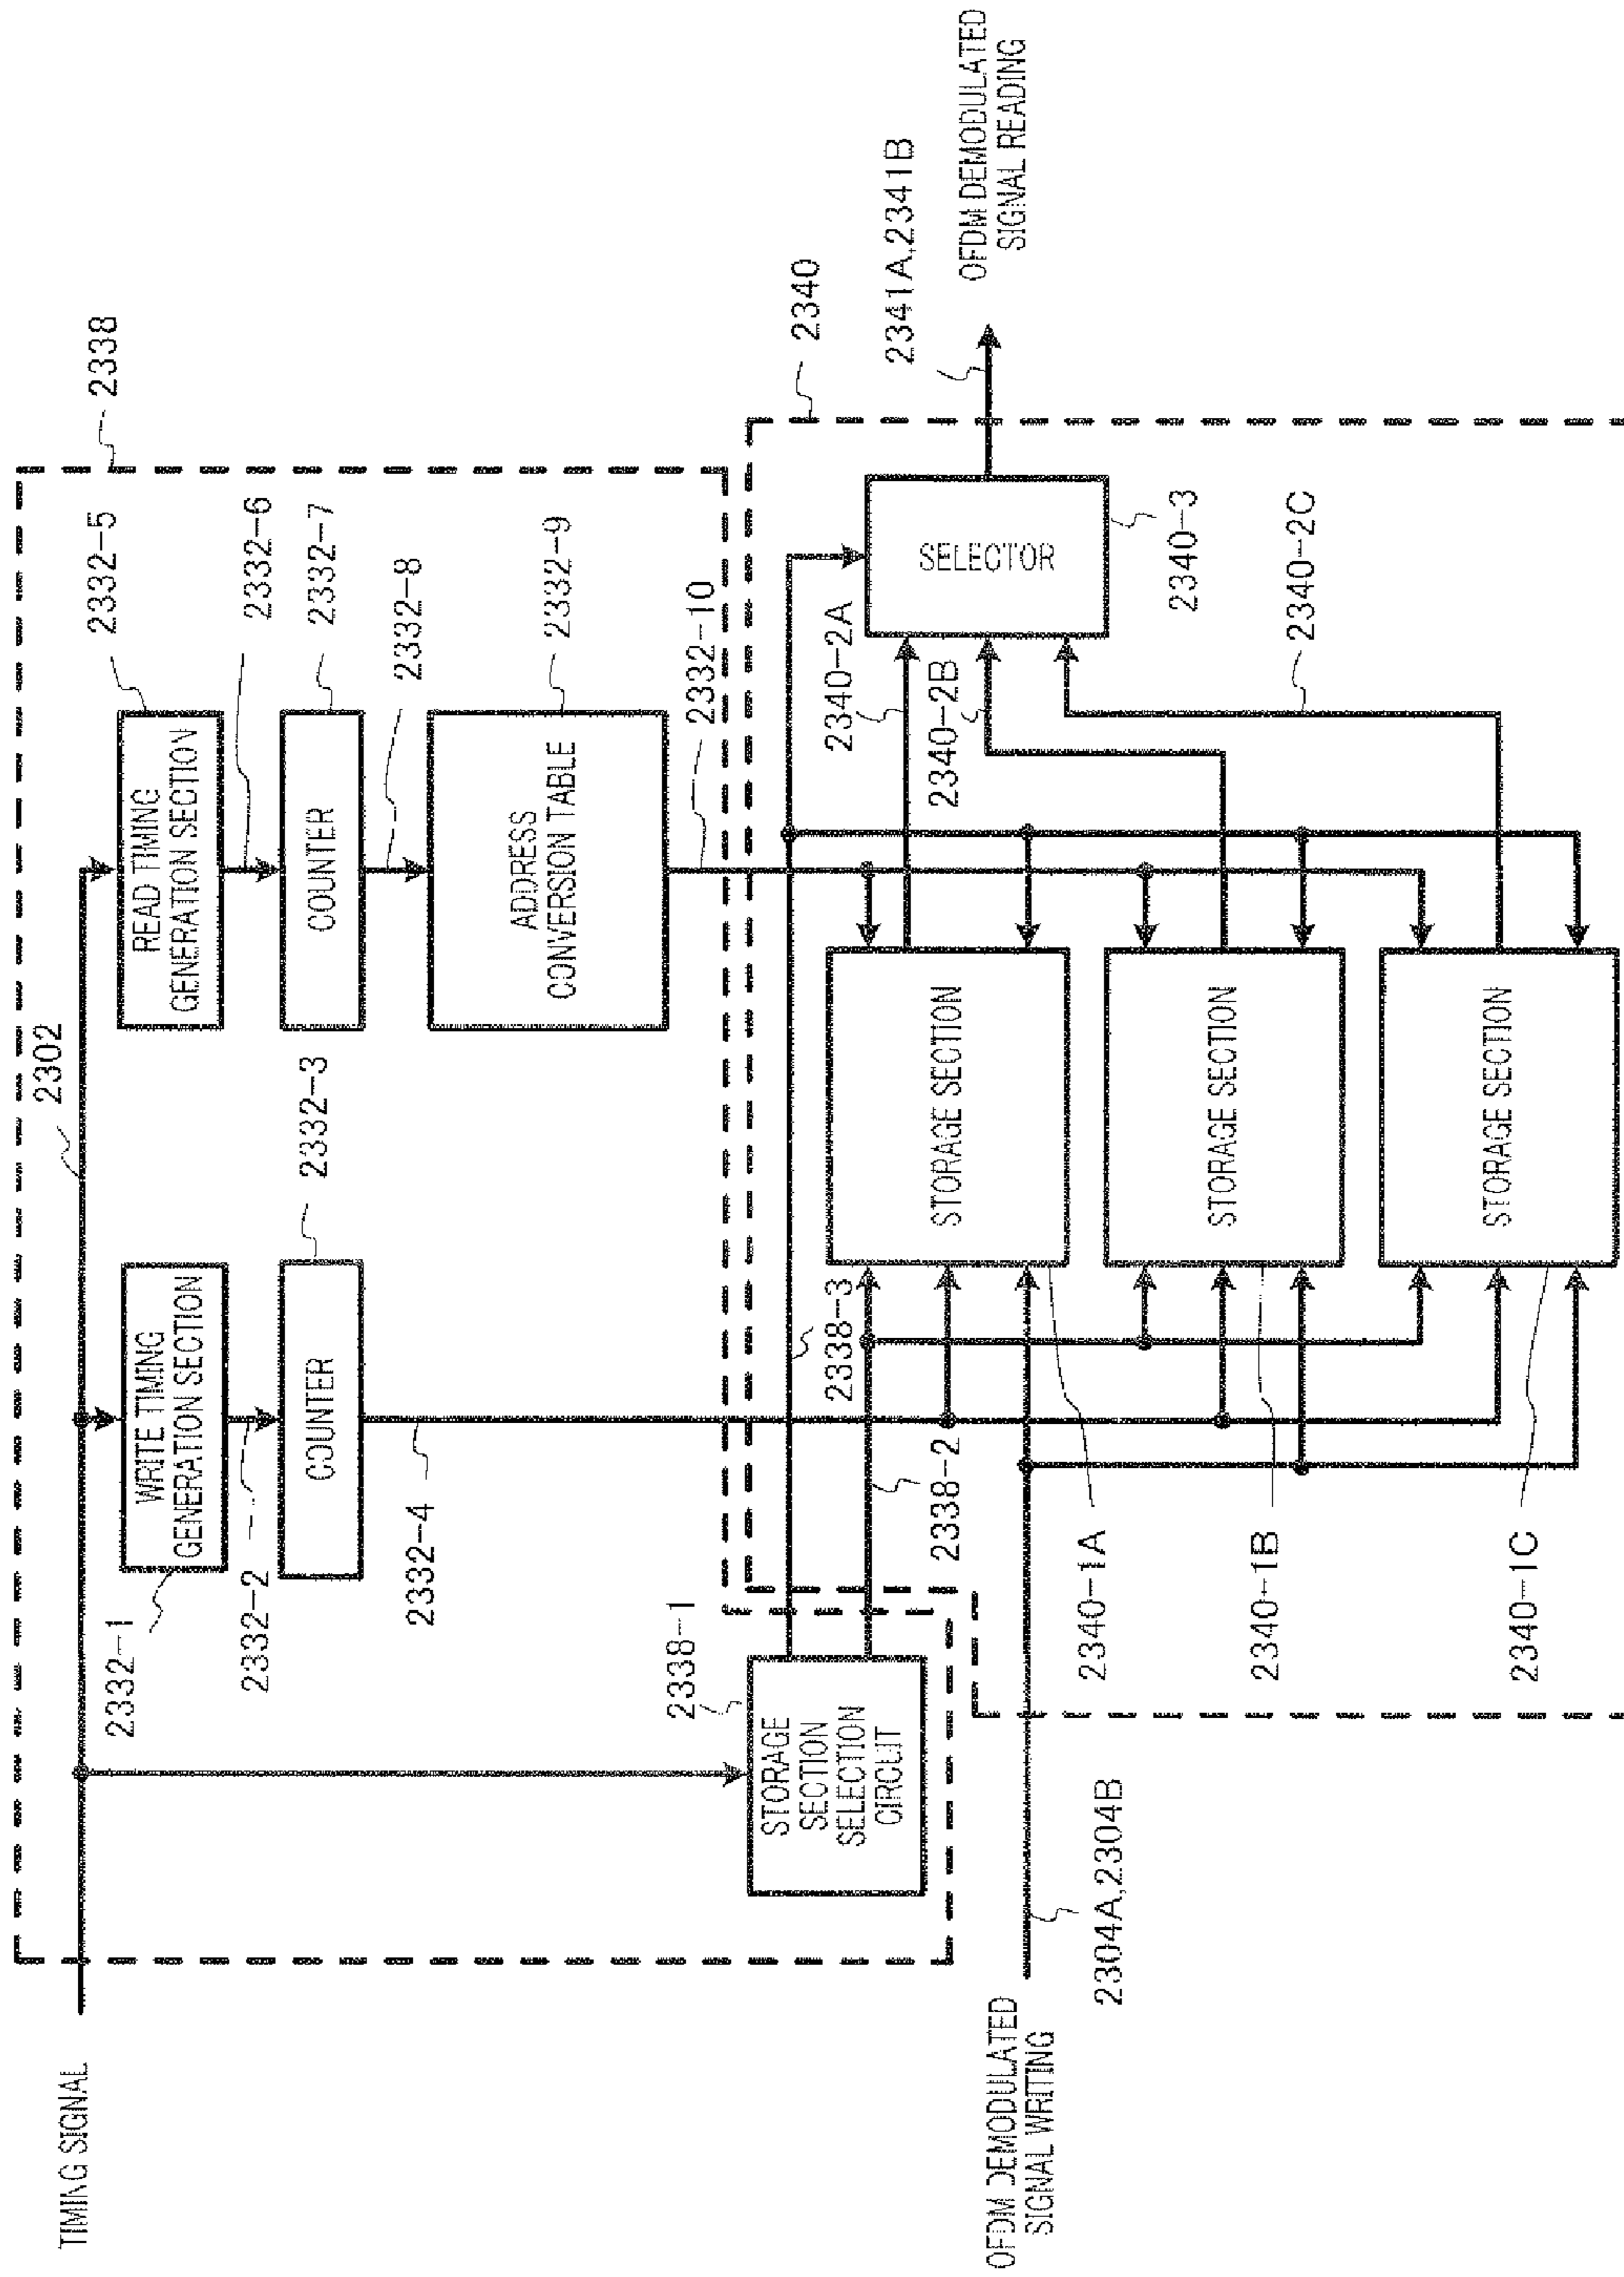 TIMING SIGNAL
2302
2338
WRITE TIMING
GENERATION SECTION
2332-1
2332-2
COUNTER
2332-3
2332-4
READ TIMING
GENERATION SECTION
2332-5
2332-6
COUNTER
2332-7
2332-8
ADDRESS
CONVERSION TABLE
2332-9
2332-10
STORAGE
SECTION
SELECTION
CIRCUIT
2338-1
2338-3
2338-2
2340
OFDM DEMODULATED
SIGNAL WRITING
2304A,2304B
STORAGE SECTION
2340-1A
STORAGE SECTION
2340-1B
STORAGE SECTION
2340-1C
2340-2A
2340-2B
2340-2C
SELECTOR
2340-3
2341A,2341B
OFDM DEMODULATED
SIGNAL READING